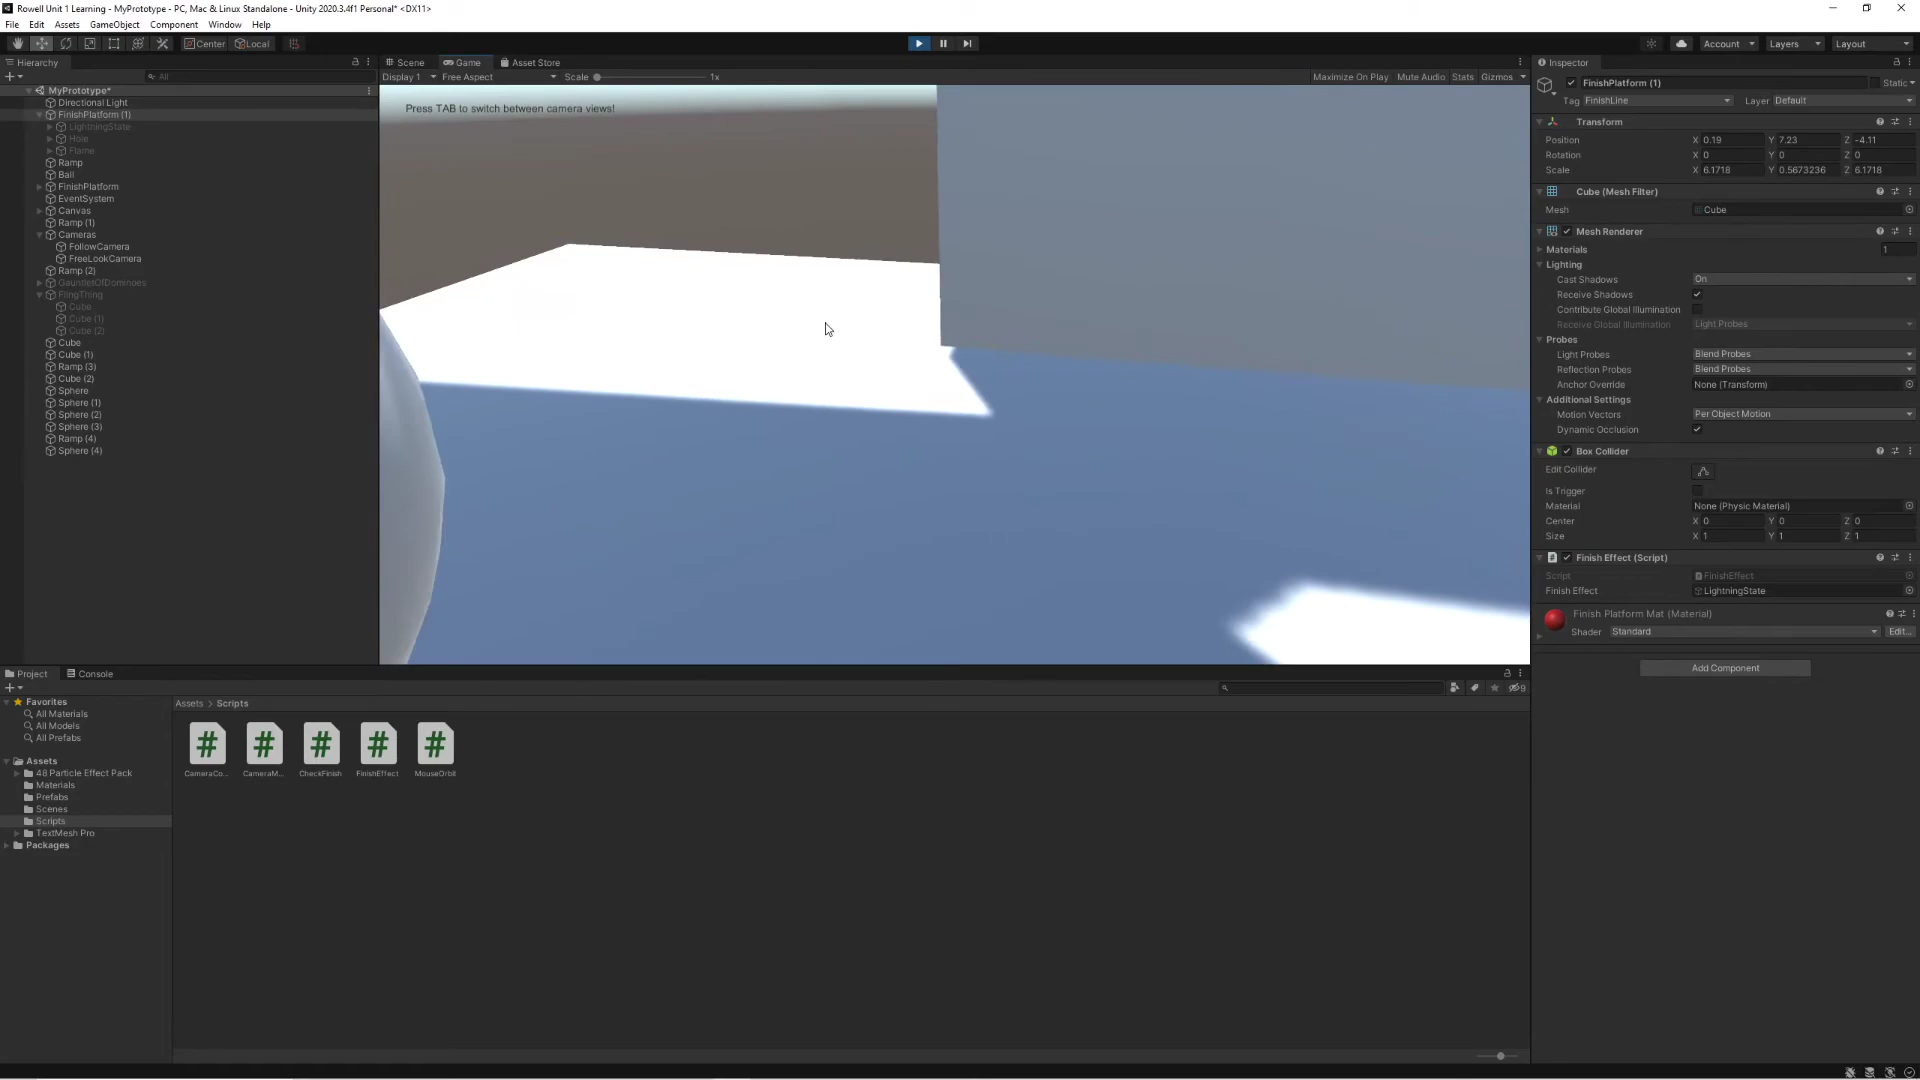 Rowell Unit 1 Learning - MyPrototype - PC, Mac & Linux Standalone - Unity 2020.3.4f1 Personal* <DX11>
File Edit Assets GameObject Component Window Help
Center Local Account Layers Layout
Hierarchy
All
MyPrototype*
Directional Light
FinishPlatform (1)
LightningState
Hole
Flame
Ramp
Ball
FinishPlatform
EventSystem
Canvas
Ramp (1)
Cameras
FollowCamera
FreeLookCamera
Ramp (2)
GauntletOfDominoes
FlingThing
Cube
Cube (1)
Cube (2)
Cube
Cube (1)
Ramp (3)
Cube (2)
Sphere
Sphere (1)
Sphere (2)
Sphere (3)
Ramp (4)
Sphere (4)
Scene Game Asset Store
Display 1 Free Aspect Scale 1x Maximize On Play Mute Audio Stats Gizmos
Press TAB to switch between camera views!
Inspector
FinishPlatform (1) Static
Tag FinishLine Layer Default
Transform
Position X 0.19 Y 7.23 Z -4.11
Rotation X 0 Y 0 Z 0
Scale X 6.1718 Y 0.5673236 Z 6.1718
Cube (Mesh Filter)
Mesh Cube
Mesh Renderer
Materials 1
Lighting
Cast Shadows On
Receive Shadows
Contribute Global Illumination
Receive Global Illumination Light Probes
Probes
Light Probes Blend Probes
Reflection Probes Blend Probes
Anchor Override None (Transform)
Additional Settings
Motion Vectors Per Object Motion
Dynamic Occlusion
Box Collider
Edit Collider
Is Trigger
Material None (Physic Material)
Center X 0 Y 0 Z 0
Size X 1 Y 1 Z 1
Finish Effect (Script)
Script FinishEffect
Finish Effect LightningState
Finish Platform Mat (Material)
Shader Standard Edit...
Add Component
Project Console
9
Favorites
All Materials
All Models
All Prefabs
Assets
48 Particle Effect Pack
Materials
Prefabs
Scenes
Scripts
TextMesh Pro
Packages
Assets > Scripts
CameraCo... CameraM... CheckFinish FinishEffect MouseOrbit